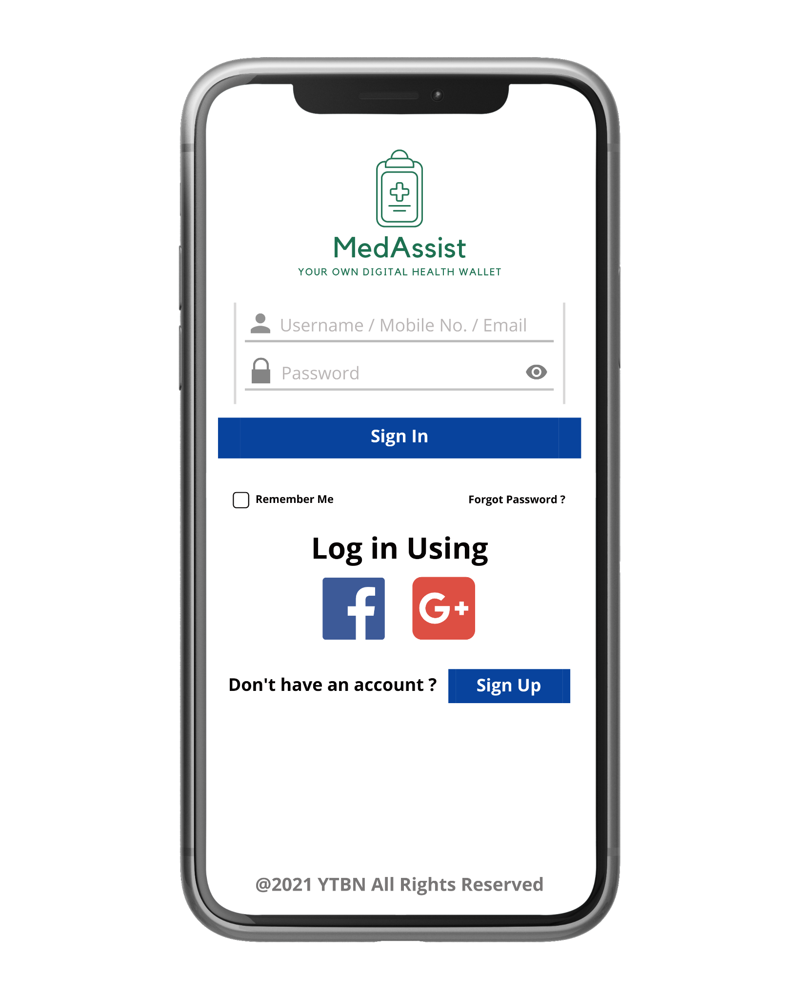 MedAssist
YOUR OWN DIGITAL HEALTH WALLET
Username / Mobile No. / Email
Password
Sign In
Remember Me
Forgot Password ?
Log in Using
f G+
Don't have an account ? Sign Up
@2021 YTBN All Rights Reserved